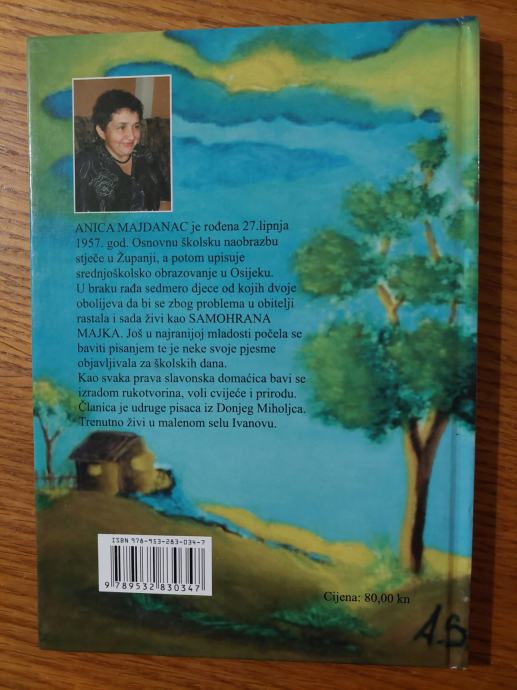 ANICA MAJDANAC je rođena 27.lipnja
1957. god. Osnovnu školsku naobrazbu
stječe u Županji, a potom upisuje
srednjoškolsko obrazovanje u Osijeku.
U braku rađa sedmero djece od kojih dvoje
obolijeva da bi se zbog problema u obitelji
rastala i sada živi kao SAMOHRANA
MAJKA. Još u najranijoj mladosti počela se
baviti pisanjem te je neke svoje pjesme
objavljivala za školskih dana.
Kao svaka prava slavonska domaćica bavi se
izradom rukotvorina, voli cvijeće i prirodu.
Članica je udruge pisaca iz Donjeg Miholjca.
Trenutno živi u malenom selu Ivanovu.
ISBN 978-953-283-034-7
9 789532 830347
Cijena: 80,00 kn
A.S